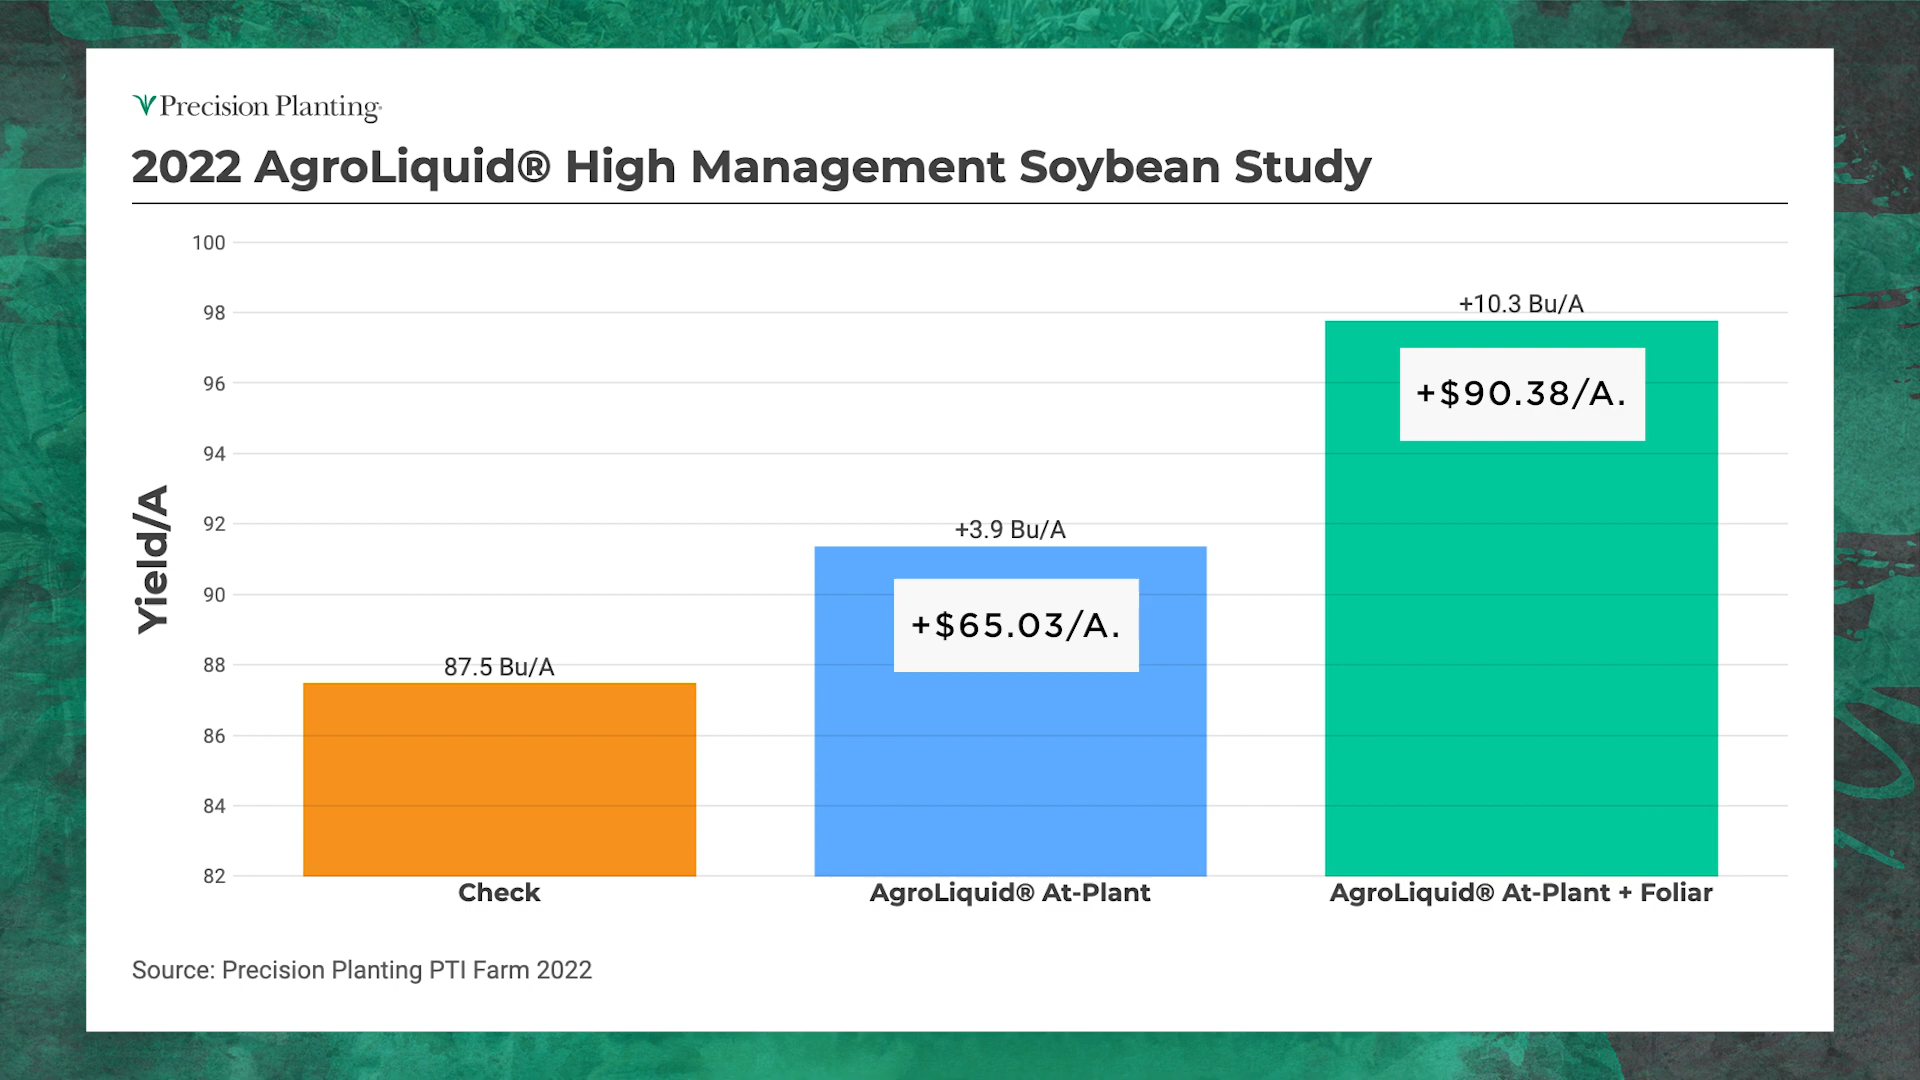 Precision Planting
2022 AgroLiquid® High Management Soybean Study
Yield/A
100
98
96
94
92
90
88
86
84
82
87.5 Bu/A
+3.9 Bu/A
+$65.03/A.
+10.3 Bu/A
+$90.38/A.
Check
AgroLiquid® At-Plant
AgroLiquid® At-Plant + Foliar
Source: Precision Planting PTI Farm 2022